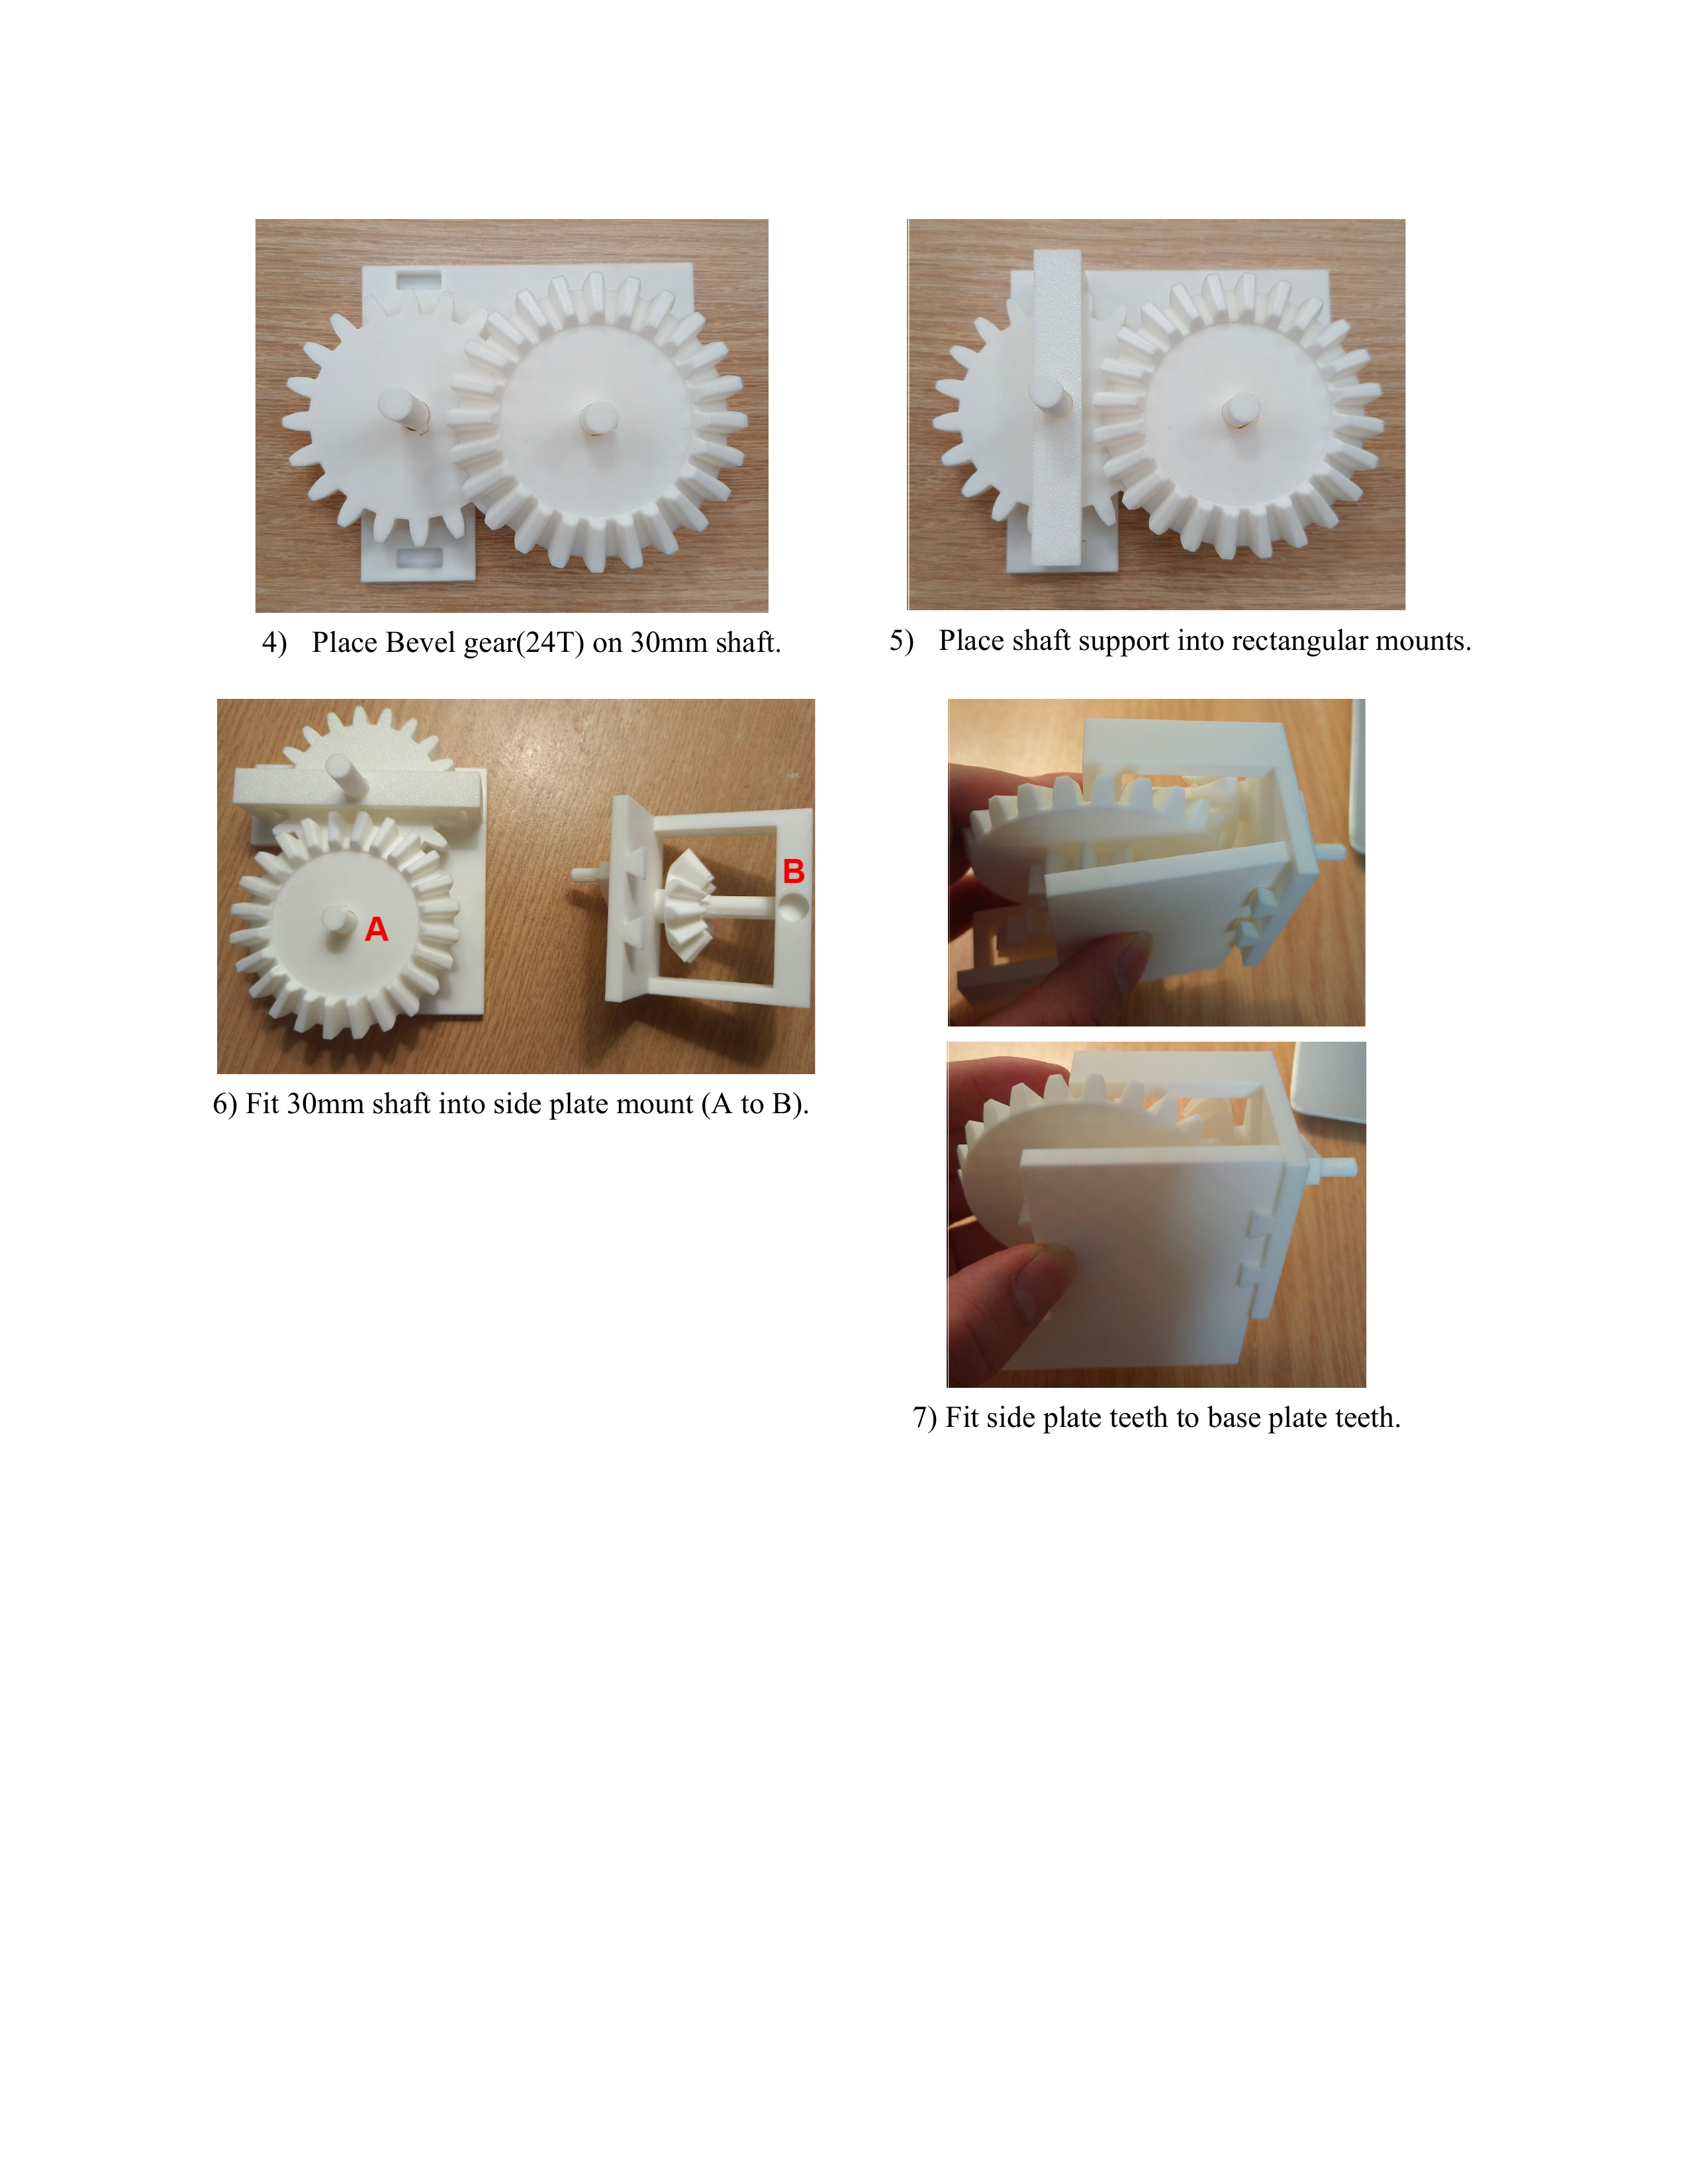 4) Place Bevel gear(24T) on 30mm shaft.
5) Place shaft support into rectangular mounts.
A
B
6) Fit 30mm shaft into side plate mount (A to B).
7) Fit side plate teeth to base plate teeth.